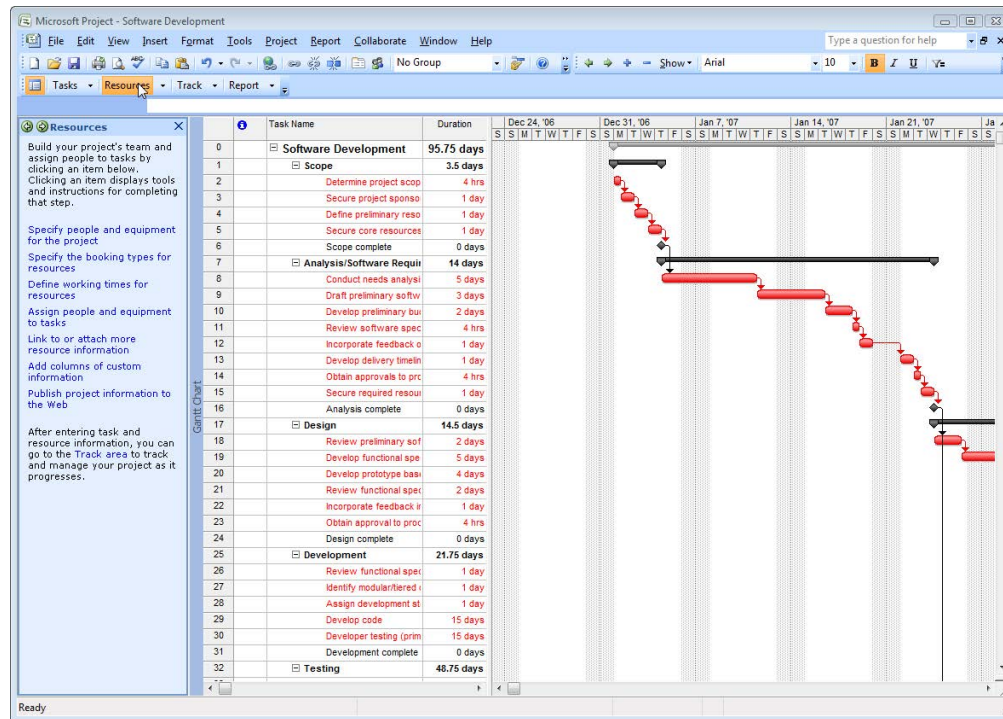 Microsoft Project - Software Development
File Edit View Insert Format Tools Project Report Collaborate Window Help
Type a question for help
No Group
Show
Arial
10
B I U
Tasks Resources Track Report
Resources
Build your project's team and
assign people to tasks by
clicking an item below.
Clicking an item displays tools
and instructions for completing
that step.
Specify people and equipment
for the project
Specify the booking types for
resources
Define working times for
resources
Assign people and equipment
to tasks
Link to or attach more
resource information
Add columns of custom
information
Publish project information to
the Web
After entering task and
resource information, you can
go to the Track area to track
and manage your project as it
progresses.
Gantt Chart
Task Name Duration
0 Software Development 95.75 days
1 Scope 3.5 days
2 Determine project scop 4 hrs
3 Secure project sponso 1 day
4 Define preliminary reso 1 day
5 Secure core resources 1 day
6 Scope complete 0 days
7 Analysis/Software Requir 14 days
8 Conduct needs analysi 5 days
9 Draft preliminary softw 3 days
10 Develop preliminary bu 2 days
11 Review software spec 4 hrs
12 Incorporate feedback o 1 day
13 Develop delivery timelin 1 day
14 Obtain approvals to prc 4 hrs
15 Secure required resour 1 day
16 Analysis complete 0 days
17 Design 14.5 days
18 Review preliminary sof 2 days
19 Develop functional spe 5 days
20 Develop prototype base 4 days
21 Review functional spec 2 days
22 Incorporate feedback ir 1 day
23 Obtain approval to proc 4 hrs
24 Design complete 0 days
25 Development 21.75 days
26 Review functional spec 1 day
27 Identify modular/tiered 1 day
28 Assign development st 1 day
29 Develop code 15 days
30 Developer testing (prim 15 days
31 Development complete 0 days
32 Testing 48.75 days
Dec 24, '06 Dec 31, '06 Jan 7, '07 Jan 14, '07 Jan 21, '07 Ja
S S M T W T F S S M T W T F S S M T W T F S S M T W T F S S M T W T F S S
Ready